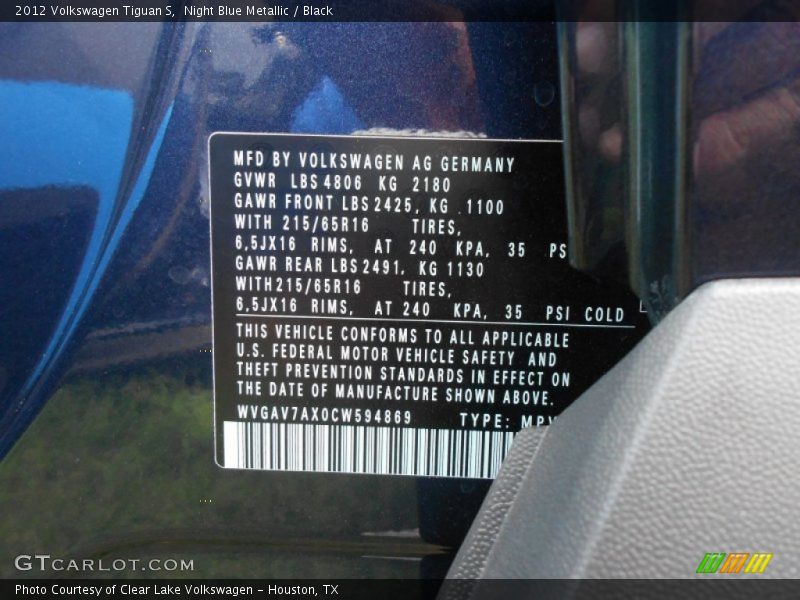 2012 Volkswagen Tiguan S, Night Blue Metallic / Black
MFD BY VOLKSWAGEN AG GERMANY
GVWR LBS 4806 KG 2180
GAWR FRONT LBS 2425, KG 1100
WITH 215/65R16 TIRES,
6,5JX16 RIMS, AT 240 KPA, 35 PS
GAWR REAR LBS 2491, KG 1130
WITH 215/65R16 TIRES,
6,5JX16 RIMS, AT 240 KPA, 35 PSI COLD
THIS VEHICLE CONFORMS TO ALL APPLICABLE
U.S. FEDERAL MOTOR VEHICLE SAFETY AND
THEFT PREVENTION STANDARDS IN EFFECT ON
THE DATE OF MANUFACTURE SHOWN ABOVE.
WVGAV7AX0CW594869 TYPE: MPV
GTCARLOT.COM
Photo Courtesy of Clear Lake Volkswagen - Houston, TX